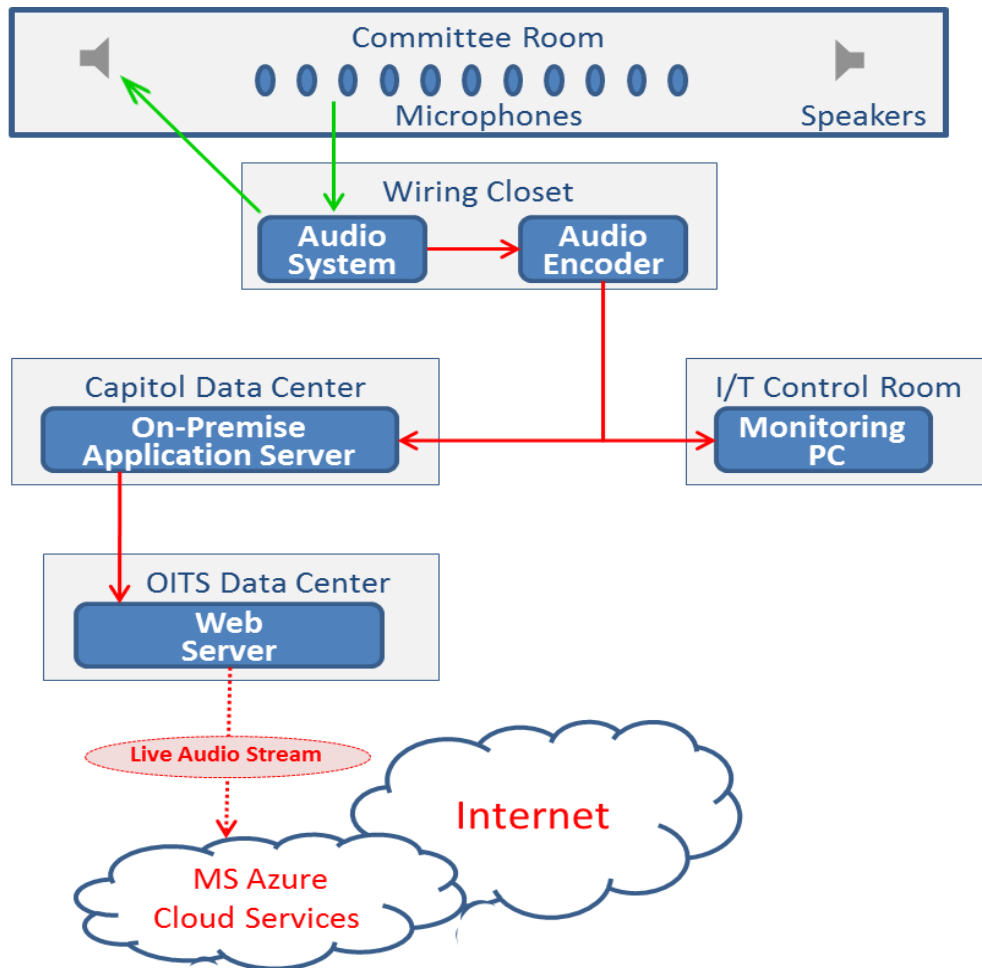 Committee Room
Microphones
Speakers
Wiring Closet
Audio
System
Audio
Encoder
Capitol Data Center
On-Premise
Application Server
I/T Control Room
Monitoring
PC
OITS Data Center
Web
Server
Live Audio Stream
Internet
MS Azure
Cloud Services